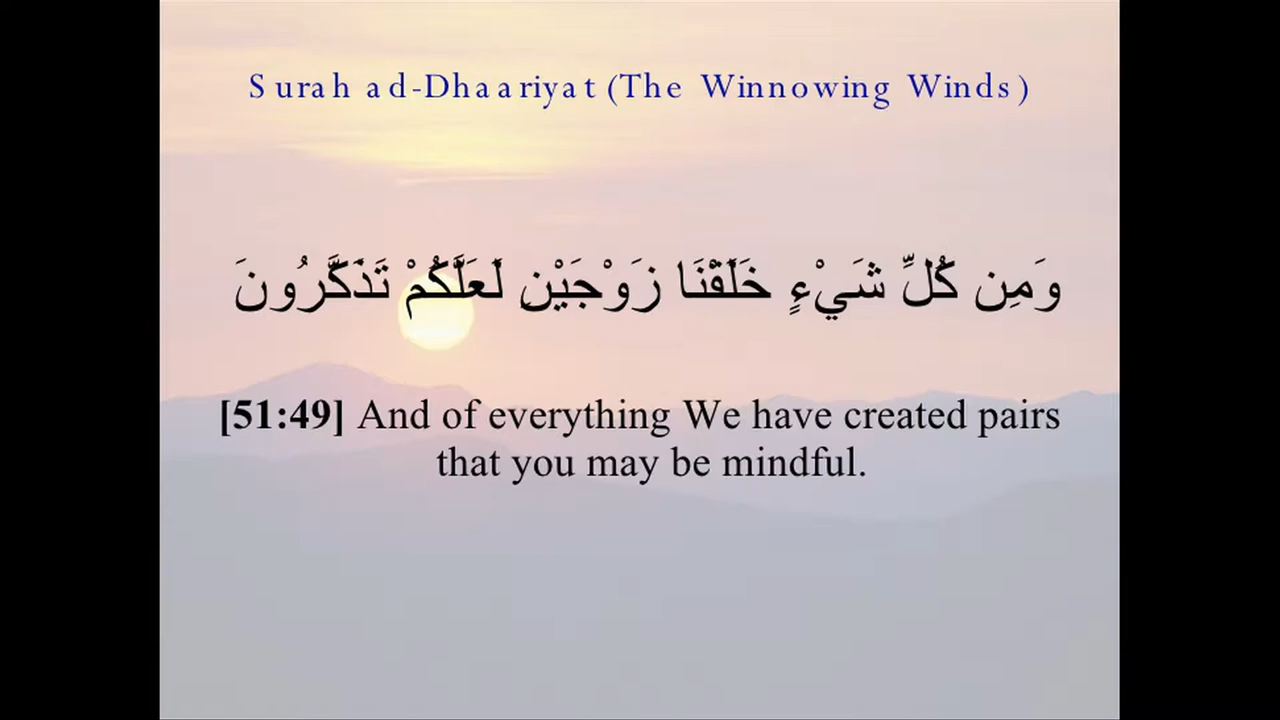 Surah ad-Dhaariyat (The Winnowing Winds)
وَمِن كُلِّ شَيْءٍ خَلَقْنَا زَوْجَيْنِ لَعَلَّكُمْ تَذَكَّرُونَ
[51:49] And of everything We have created pairs
that you may be mindful.